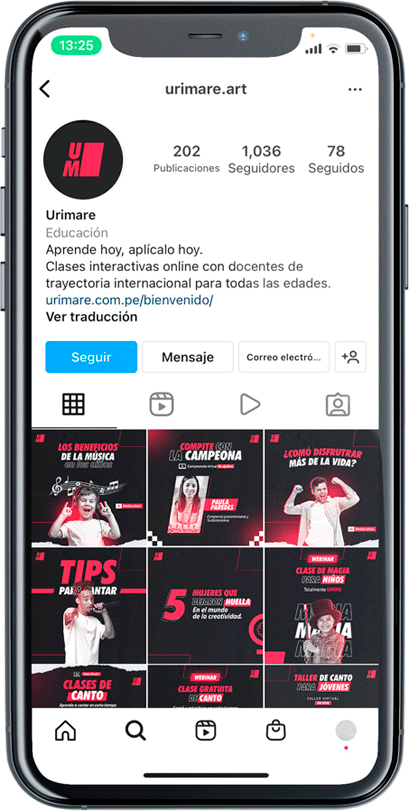 13:25
urimare.art
UM
202
1,036
78
Publicaciones
Seguidores
Seguidos
Urimare
Educación
Aprende hoy, aplícalo hoy.
Clases interactivas online con docentes de
trayectoria internacional para todas las edades.
urimare.com.pe/bienvenido/
Ver traducción
Seguir
Mensaje
Correo electró...
LOS BENEFICIOS
DE LA MÚSICA
en los niños
COMPITE CON
LA CAMPEONA
PAULA
PAREDES
¿CÓMO DISFRUTRAR
MÁS DE LA VIDA?
TIPS
PARA CANTAR
5
MUJERES QUE
DEJARON HUELLA
En el mundo
de la creatividad.
WEBINAR
CLASE DE MAGIA
PARA NIÑOS
Totalmente GRATIS
MAGIA
MAGIA
MAGIA
CLASES DE
CANTO
Aprende a cantar en corto tiempo
WEBINAR
CLASE GRATUITA
DE CANTO
TALLER DE CANTO
PARA JÓVENES
TALLER VIRTUAL